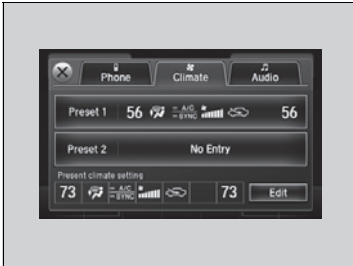 Phone Climate Audio
Preset 1 56 A/C SYNC 56
Preset 2 No Entry
Present climate setting
73 A/C SYNC 73 Edit